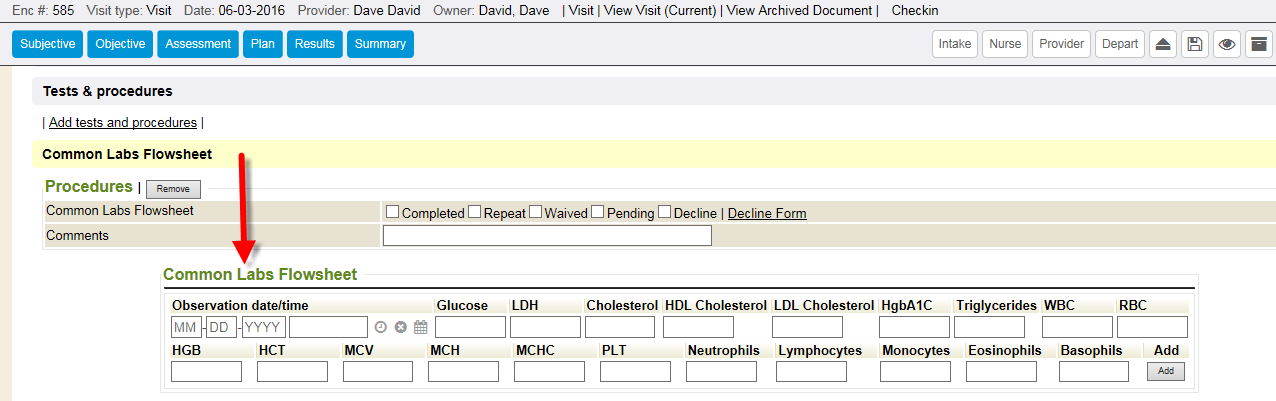 Enc #: 585 Visit type: Visit Date: 06-03-2016 Provider: Dave David Owner: David, Dave | Visit | View Visit (Current) | View Archived Document | Checkin
Subjective Objective Assessment Plan Results Summary Intake Nurse Provider Depart
Tests & procedures
| Add tests and procedures |
Common Labs Flowsheet
Procedures | Remove
Common Labs Flowsheet Completed Repeat Waived Pending Decline | Decline Form
Comments
Common Labs Flowsheet
Observation date/time Glucose LDH Cholesterol HDL Cholesterol LDL Cholesterol HgbA1C Triglycerides WBC RBC
MM - DD - YYYY
HGB HCT MCV MCH MCHC PLT Neutrophils Lymphocytes Monocytes Eosinophils Basophils Add
Add